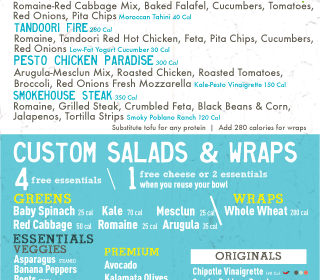 Romaine-Red Cabbage Mix, Baked Falafel, Cucumbers, Tomatoes,
Red Onions, Pita Chips Moroccan Tahini 40 Cal
TANDOORI FIRE 280 Cal
Romaine, Tandoori Red Hot Chicken, Feta, Pita Chips, Cucumbers,
Red Onions Low-Fat Yogurt Cucumber 30 Cal
PESTO CHICKEN PARADISE 300 Cal
Arugula-Mesclun Mix, Roasted Chicken, Roasted Tomatoes,
Broccoli, Red Onions Fresh Mozzarella Kale-Pesto Vinaigrette 150 Cal
SMOKEHOUSE STEAK 350 Cal
Romaine, Grilled Steak, Crumbled Feta, Black Beans & Corn,
Jalapenos, Tortilla Strips Smoky Poblano Ranch 120 Cal
Substitute tofu for any protein | Add 280 calories for wraps
CUSTOM SALADS & WRAPS
4 free essentials \ 1 free cheese or 2 essentials
when you reuse your bowl
GREENS
Baby Spinach 25 cal Kale 70 cal Mesclun 25 cal
Red Cabbage 50 cal Romaine 25 cal Arugula 35 cal
WRAPS
Whole Wheat 280 cal
ESSENTIALS
VEGGIES
Asparagus STEAMED
Banana Peppers
PREMIUM
Avocado
Kalamata Olives
ORIGINALS
Chipotle Vinaigrette